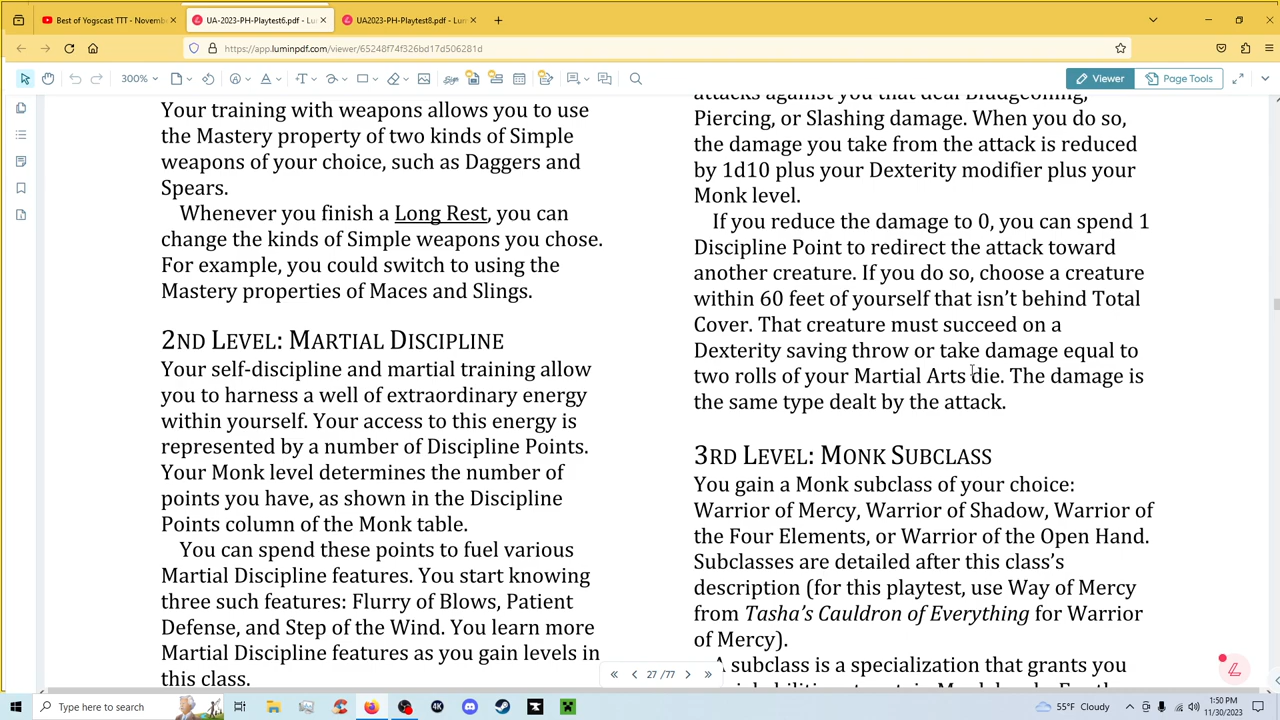 Best of Yogscast TTT - Novemb
UA-2023-PH-Playtest6.pdf - Lu
UA2023-PH-Playtest8.pdf - Lum
https://app.luminpdf.com/viewer/65248f74f326bd17d506281d
300%
Viewer
Page Tools
Your training with weapons allows you to use
the Mastery property of two kinds of Simple
weapons of your choice, such as Daggers and
Spears.
Whenever you finish a Long Rest, you can
change the kinds of Simple weapons you chose.
For example, you could switch to using the
Mastery properties of Maces and Slings.
2ND LEVEL: MARTIAL DISCIPLINE
Your self-discipline and martial training allow
you to harness a well of extraordinary energy
within yourself. Your access to this energy is
represented by a number of Discipline Points.
Your Monk level determines the number of
points you have, as shown in the Discipline
Points column of the Monk table.
You can spend these points to fuel various
Martial Discipline features. You start knowing
three such features: Flurry of Blows, Patient
Defense, and Step of the Wind. You learn more
Martial Discipline features as you gain levels in
this class.
attacks against you that deal Bludgeoning,
Piercing, or Slashing damage. When you do so,
the damage you take from the attack is reduced
by 1d10 plus your Dexterity modifier plus your
Monk level.
If you reduce the damage to 0, you can spend 1
Discipline Point to redirect the attack toward
another creature. If you do so, choose a creature
within 60 feet of yourself that isn't behind Total
Cover. That creature must succeed on a
Dexterity saving throw or take damage equal to
two rolls of your Martial Arts die. The damage is
the same type dealt by the attack.
3RD LEVEL: MONK SUBCLASS
You gain a Monk subclass of your choice:
Warrior of Mercy, Warrior of Shadow, Warrior of
the Four Elements, or Warrior of the Open Hand.
Subclasses are detailed after this class's
description (for this playtest, use Way of Mercy
from Tasha's Cauldron of Everything for Warrior
of Mercy).
A subclass is a specialization that grants you
27 /77
Type here to search
4K
55°F Cloudy
1:50 PM
11/30/2023